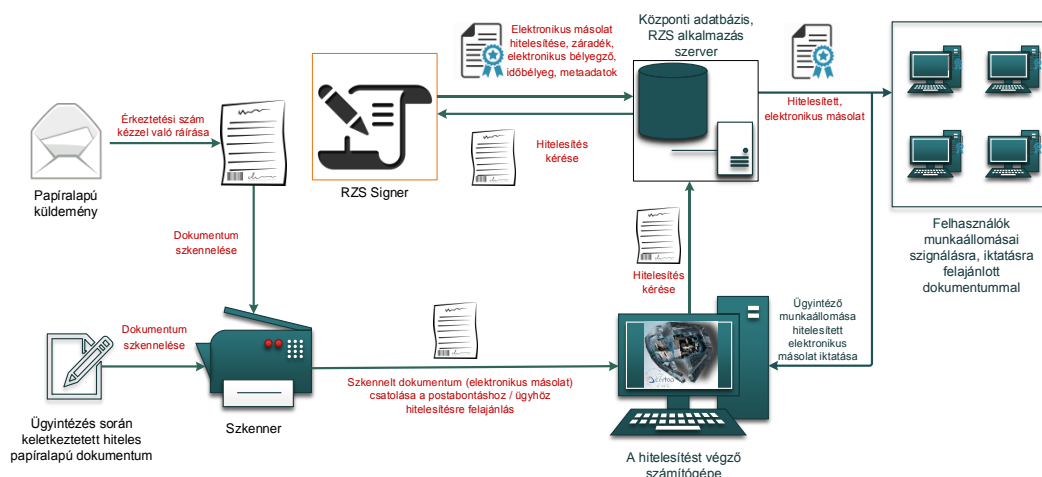 Elektronikus másolat
hitelesítése, záradék,
elektronikus bélyegző,
időbélyeg, metaadatok
Központi adatbázis,
RZS alkalmazás
szerver
Érkeztetési szám
kézzel való ráírása
Hitelesítés
kérése
Hitelesített,
elektronikus másolat
Papíralapú
küldemény
RZS Signer
Felhasználók
munkaállomásai
szignálásra, iktatásra
felajánlott
dokumentummal
Dokumentum
szkennelése
Hitelesítés
kérése
Ügyintéző
munkaállomása
hitelesített
elektronikus
másolat iktatása
Dokumentum
szkennelése
Szkennelt dokumentum (elektronikus másolat)
csatolása a postabontáshoz / ügyhöz
hitelesítésre felajánlás
Ügyintézés során
keletkeztetett hiteles
papíralapú dokumentum
Szkenner
A hitelesítést végző
számítógépe